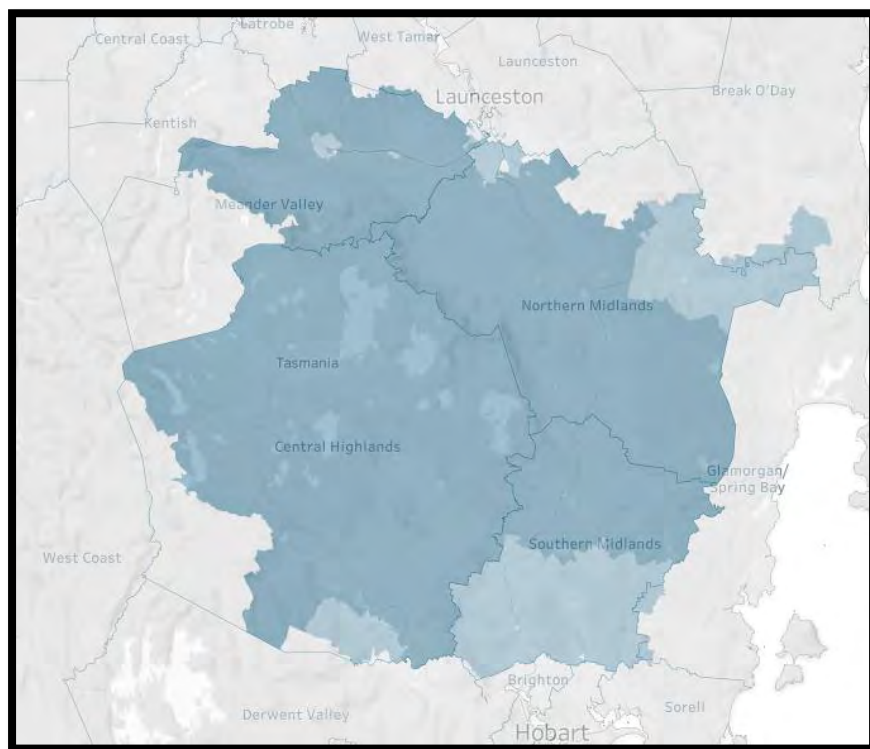 Latrobe
Central Coast
West Tamar
Launceston
Break O'Day
Launceston
Kentish
Meander Valley
Northern Midlands
Tasmania
Central Highlands
Glamorgan/
Spring Bay
Southern Midlands
West Coast
Brighton
Derwent Valley
Sorell
Hobart